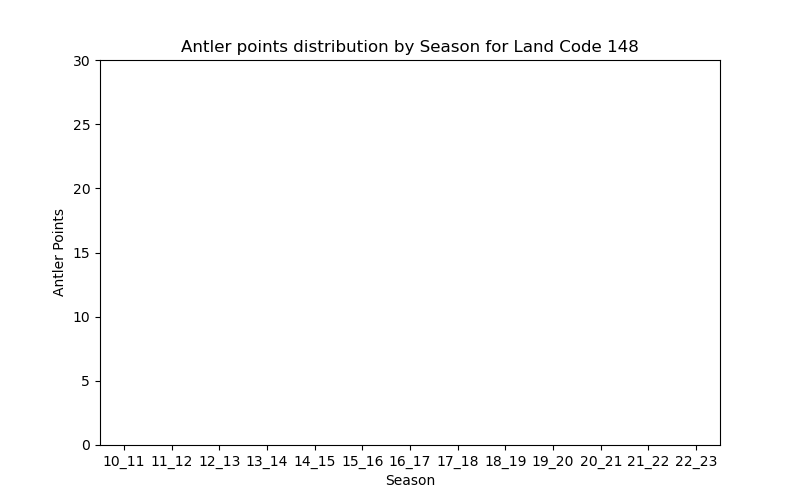 Antler points distribution by Season for Land Code 148
30
25
20
15
10
5
0
Antler Points
10_11 11_12 12_13 13_14 14_15 15_16 16_17 17_18 18_19 19_20 20_21 21_22 22_23
Season